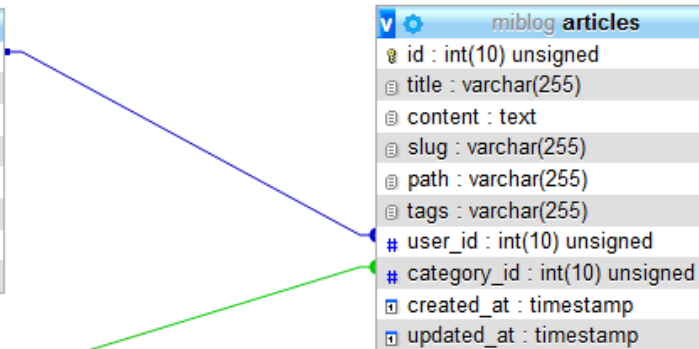 v miblog articles
id : int(10) unsigned
title : varchar(255)
content : text
slug : varchar(255)
path : varchar(255)
tags : varchar(255)
# user_id : int(10) unsigned
# category_id : int(10) unsigned
created_at : timestamp
updated_at : timestamp